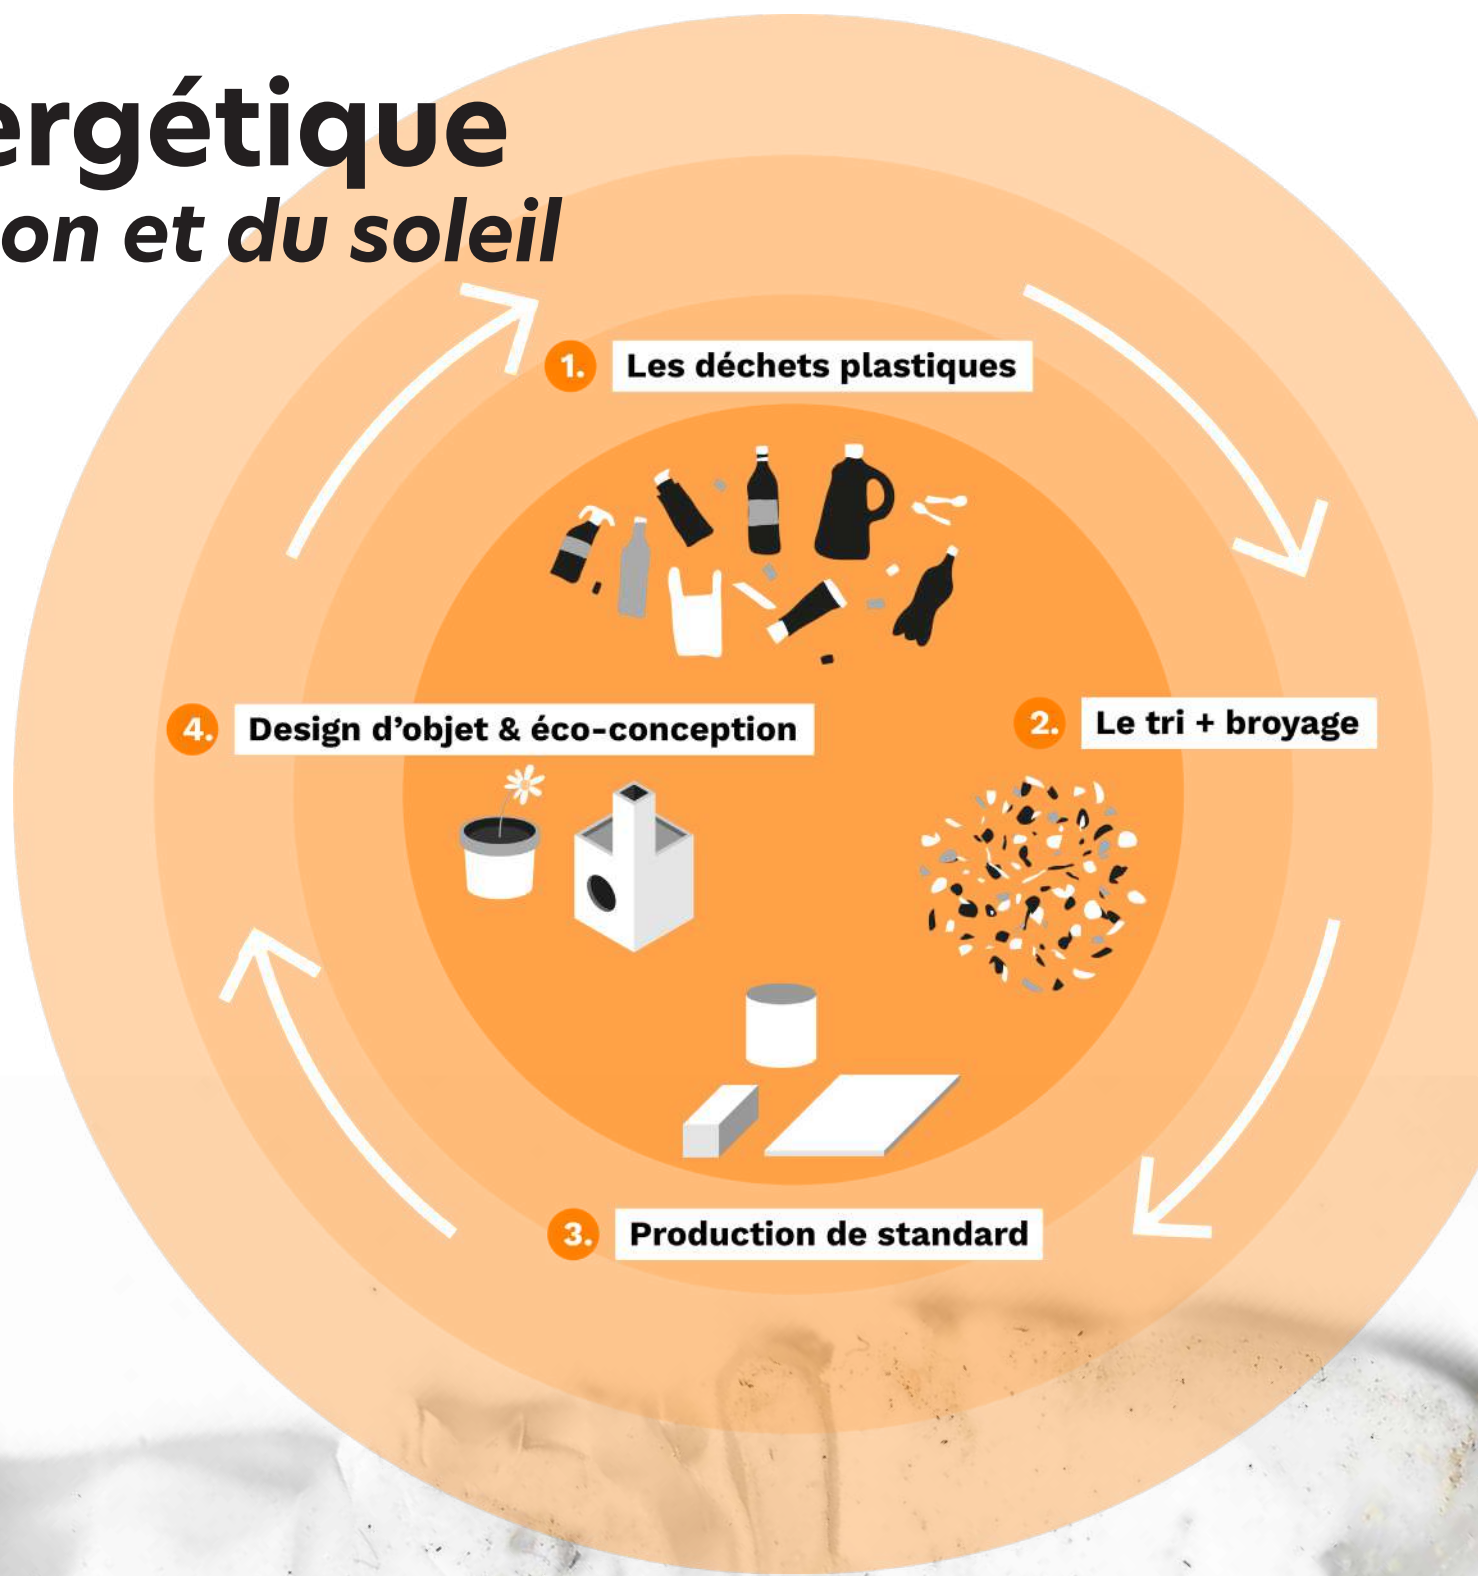 ergétique
on et du soleil
1. Les déchets plastiques
4. Design d’objet & éco-conception
2. Le tri + broyage
3. Production de standard